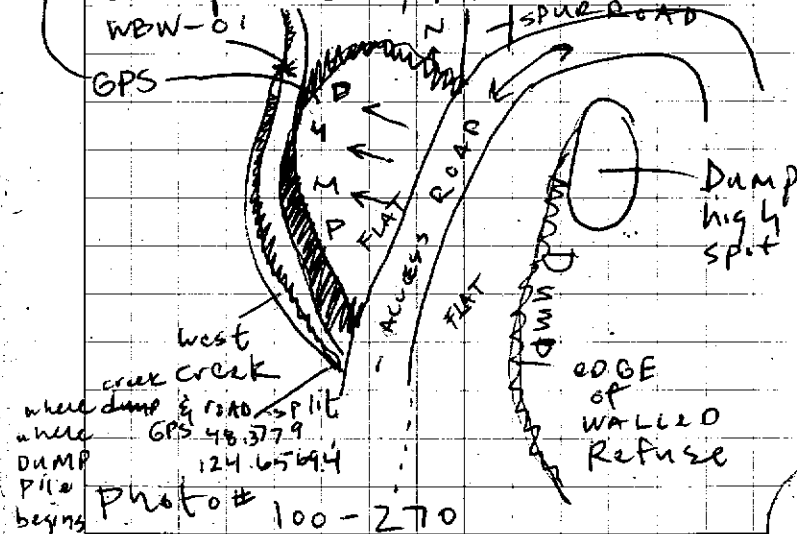 WBW-01
GPS
N
SPUR ROAD
DUMP
FLAT
ACCESS ROAD
FLAT
Dump
high
spot
west
creek
creek
where dump & ROAD split
where GPS 48.3779
DUMP 124.65694
pile
begins Photo# 100-270
EDGE
OF
WALLED
Refuse